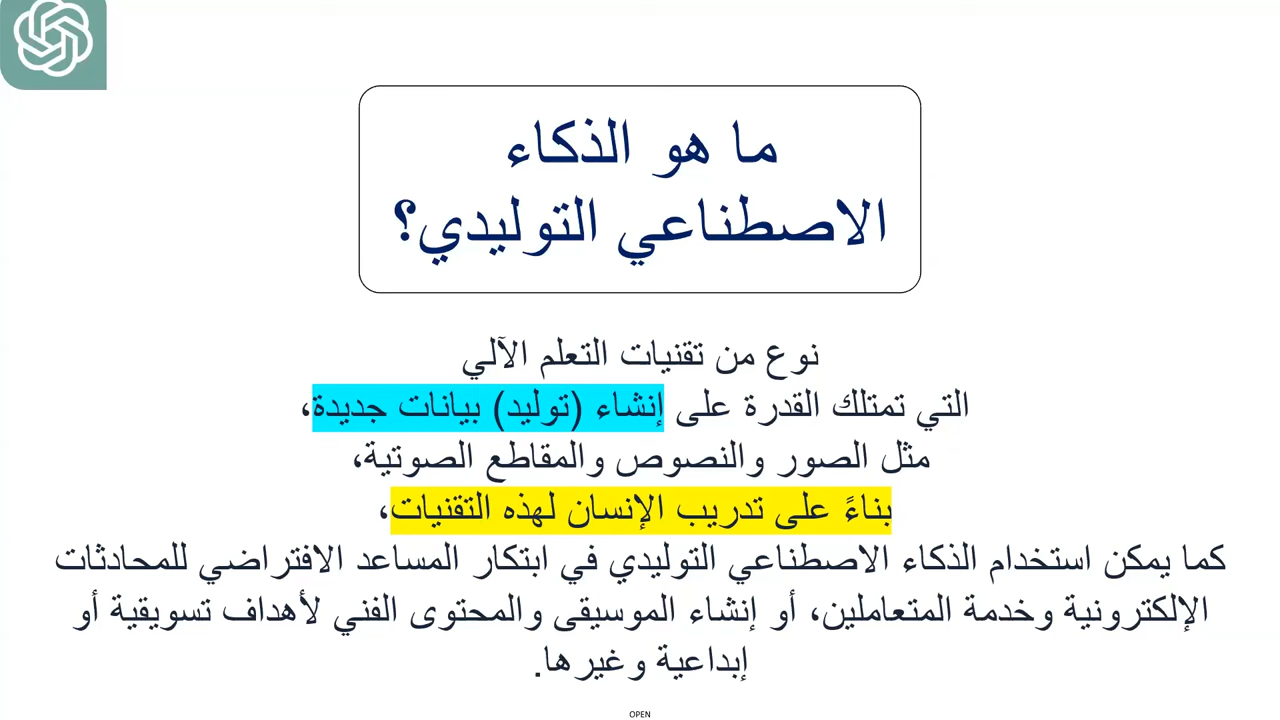 ما هو الذكاء
الاصطناعي التوليدي؟
نوع من تقنيات التعلم الآلي
التي تمتلك القدرة على إنشاء (توليد) بيانات جديدة،
مثل الصور والنصوص والمقاطع الصوتية،
بناءً على تدريب الإنسان لهذه التقنيات،
كما يمكن استخدام الذكاء الاصطناعي التوليدي في ابتكار المساعد الافتراضي للمحادثات
الإلكترونية وخدمة المتعاملين، أو إنشاء الموسيقى والمحتوى الفني لأهداف تسويقية أو
إبداعية وغيرها.
OPEN